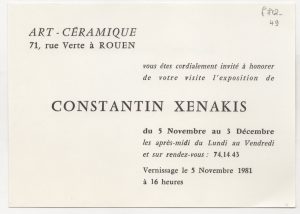 ART - CÉRAMIQUE
71, rue Verte à ROUEN
vous êtes cordialement invité à honorer
de votre visite l'exposition de
CONSTANTIN XENAKIS
du 5 Novembre au 3 Décembre
les après-midi du Lundi au Vendredi
et sur rendez-vous : 74.14.43
Vernissage le 5 Novembre 1981
à 16 heures